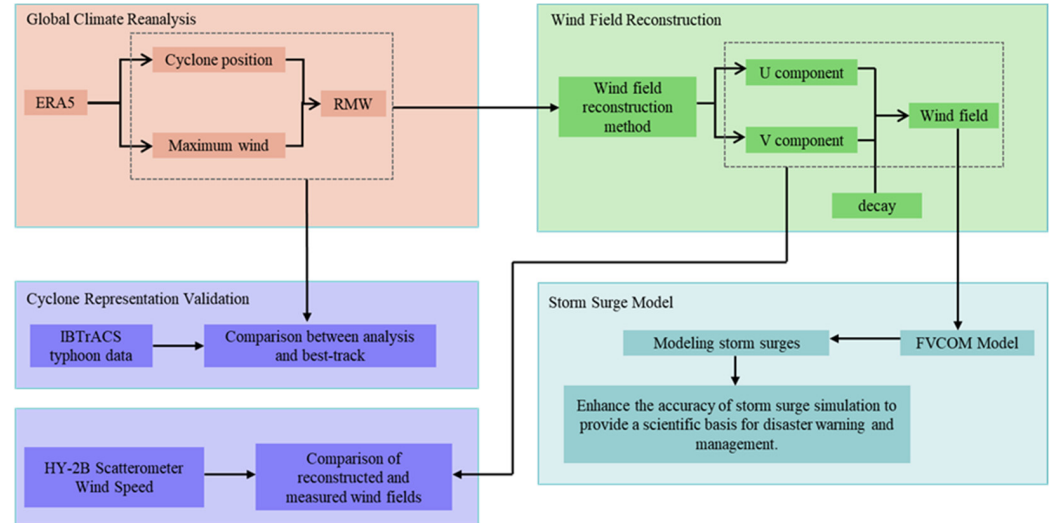 Global Climate Reanalysis
Cyclone position
ERA5
RMW
Maximum wind
Wind Field Reconstruction
U component
Wind field
reconstruction
method
Wind field
V component
decay
Cyclone Representation Validation
IBTrACS
typhoon data
Comparison between analysis
and best-track
Storm Surge Model
Modeling storm surges
FVCOM Model
Enhance the accuracy of storm surge simulation to
provide a scientific basis for disaster warning and
management.
HY-2B Scatterometer
Wind Speed
Comparison of
reconstructed and
measured wind fields